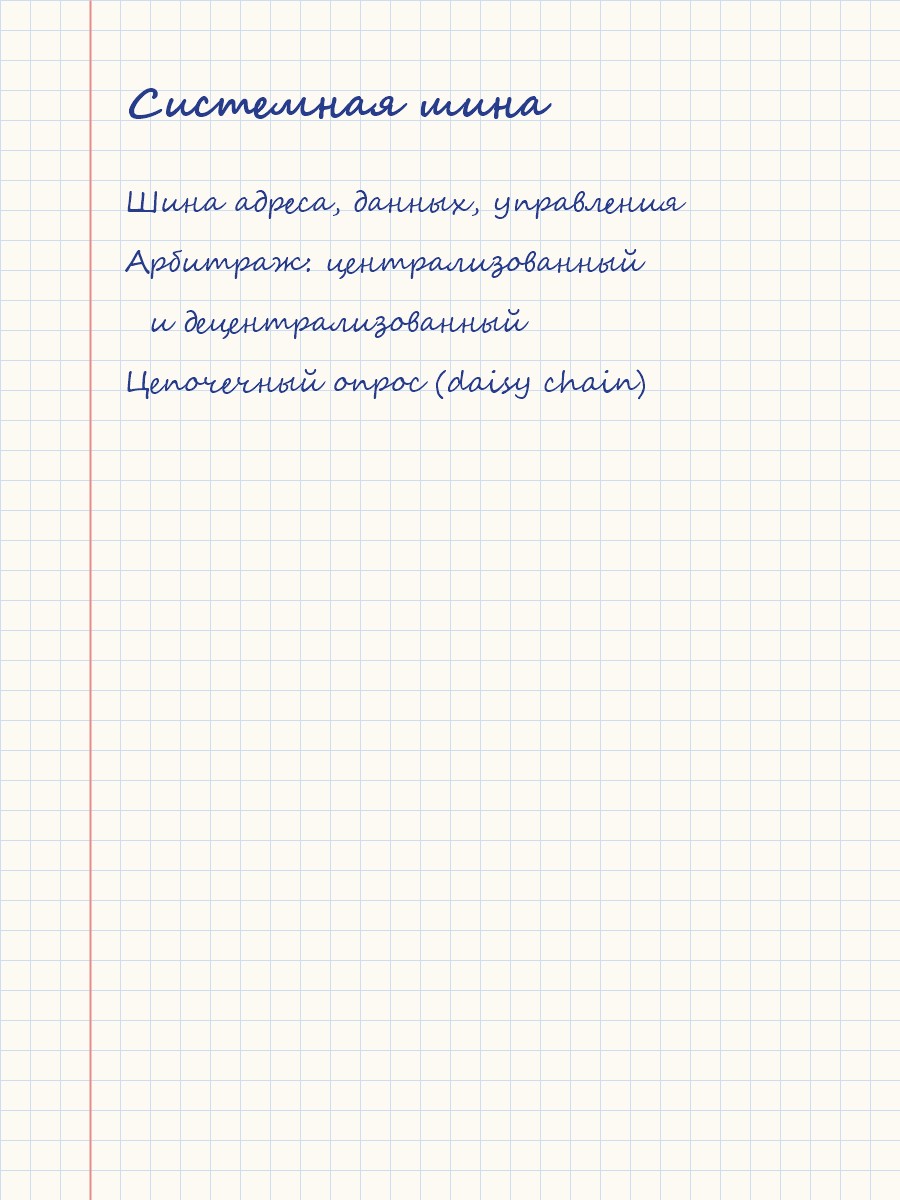 Системная шина
Шина адреса, данных, управления
Арбитраж: централизованный
и децентрализованный
Цепочечный опрос (daisy chain)